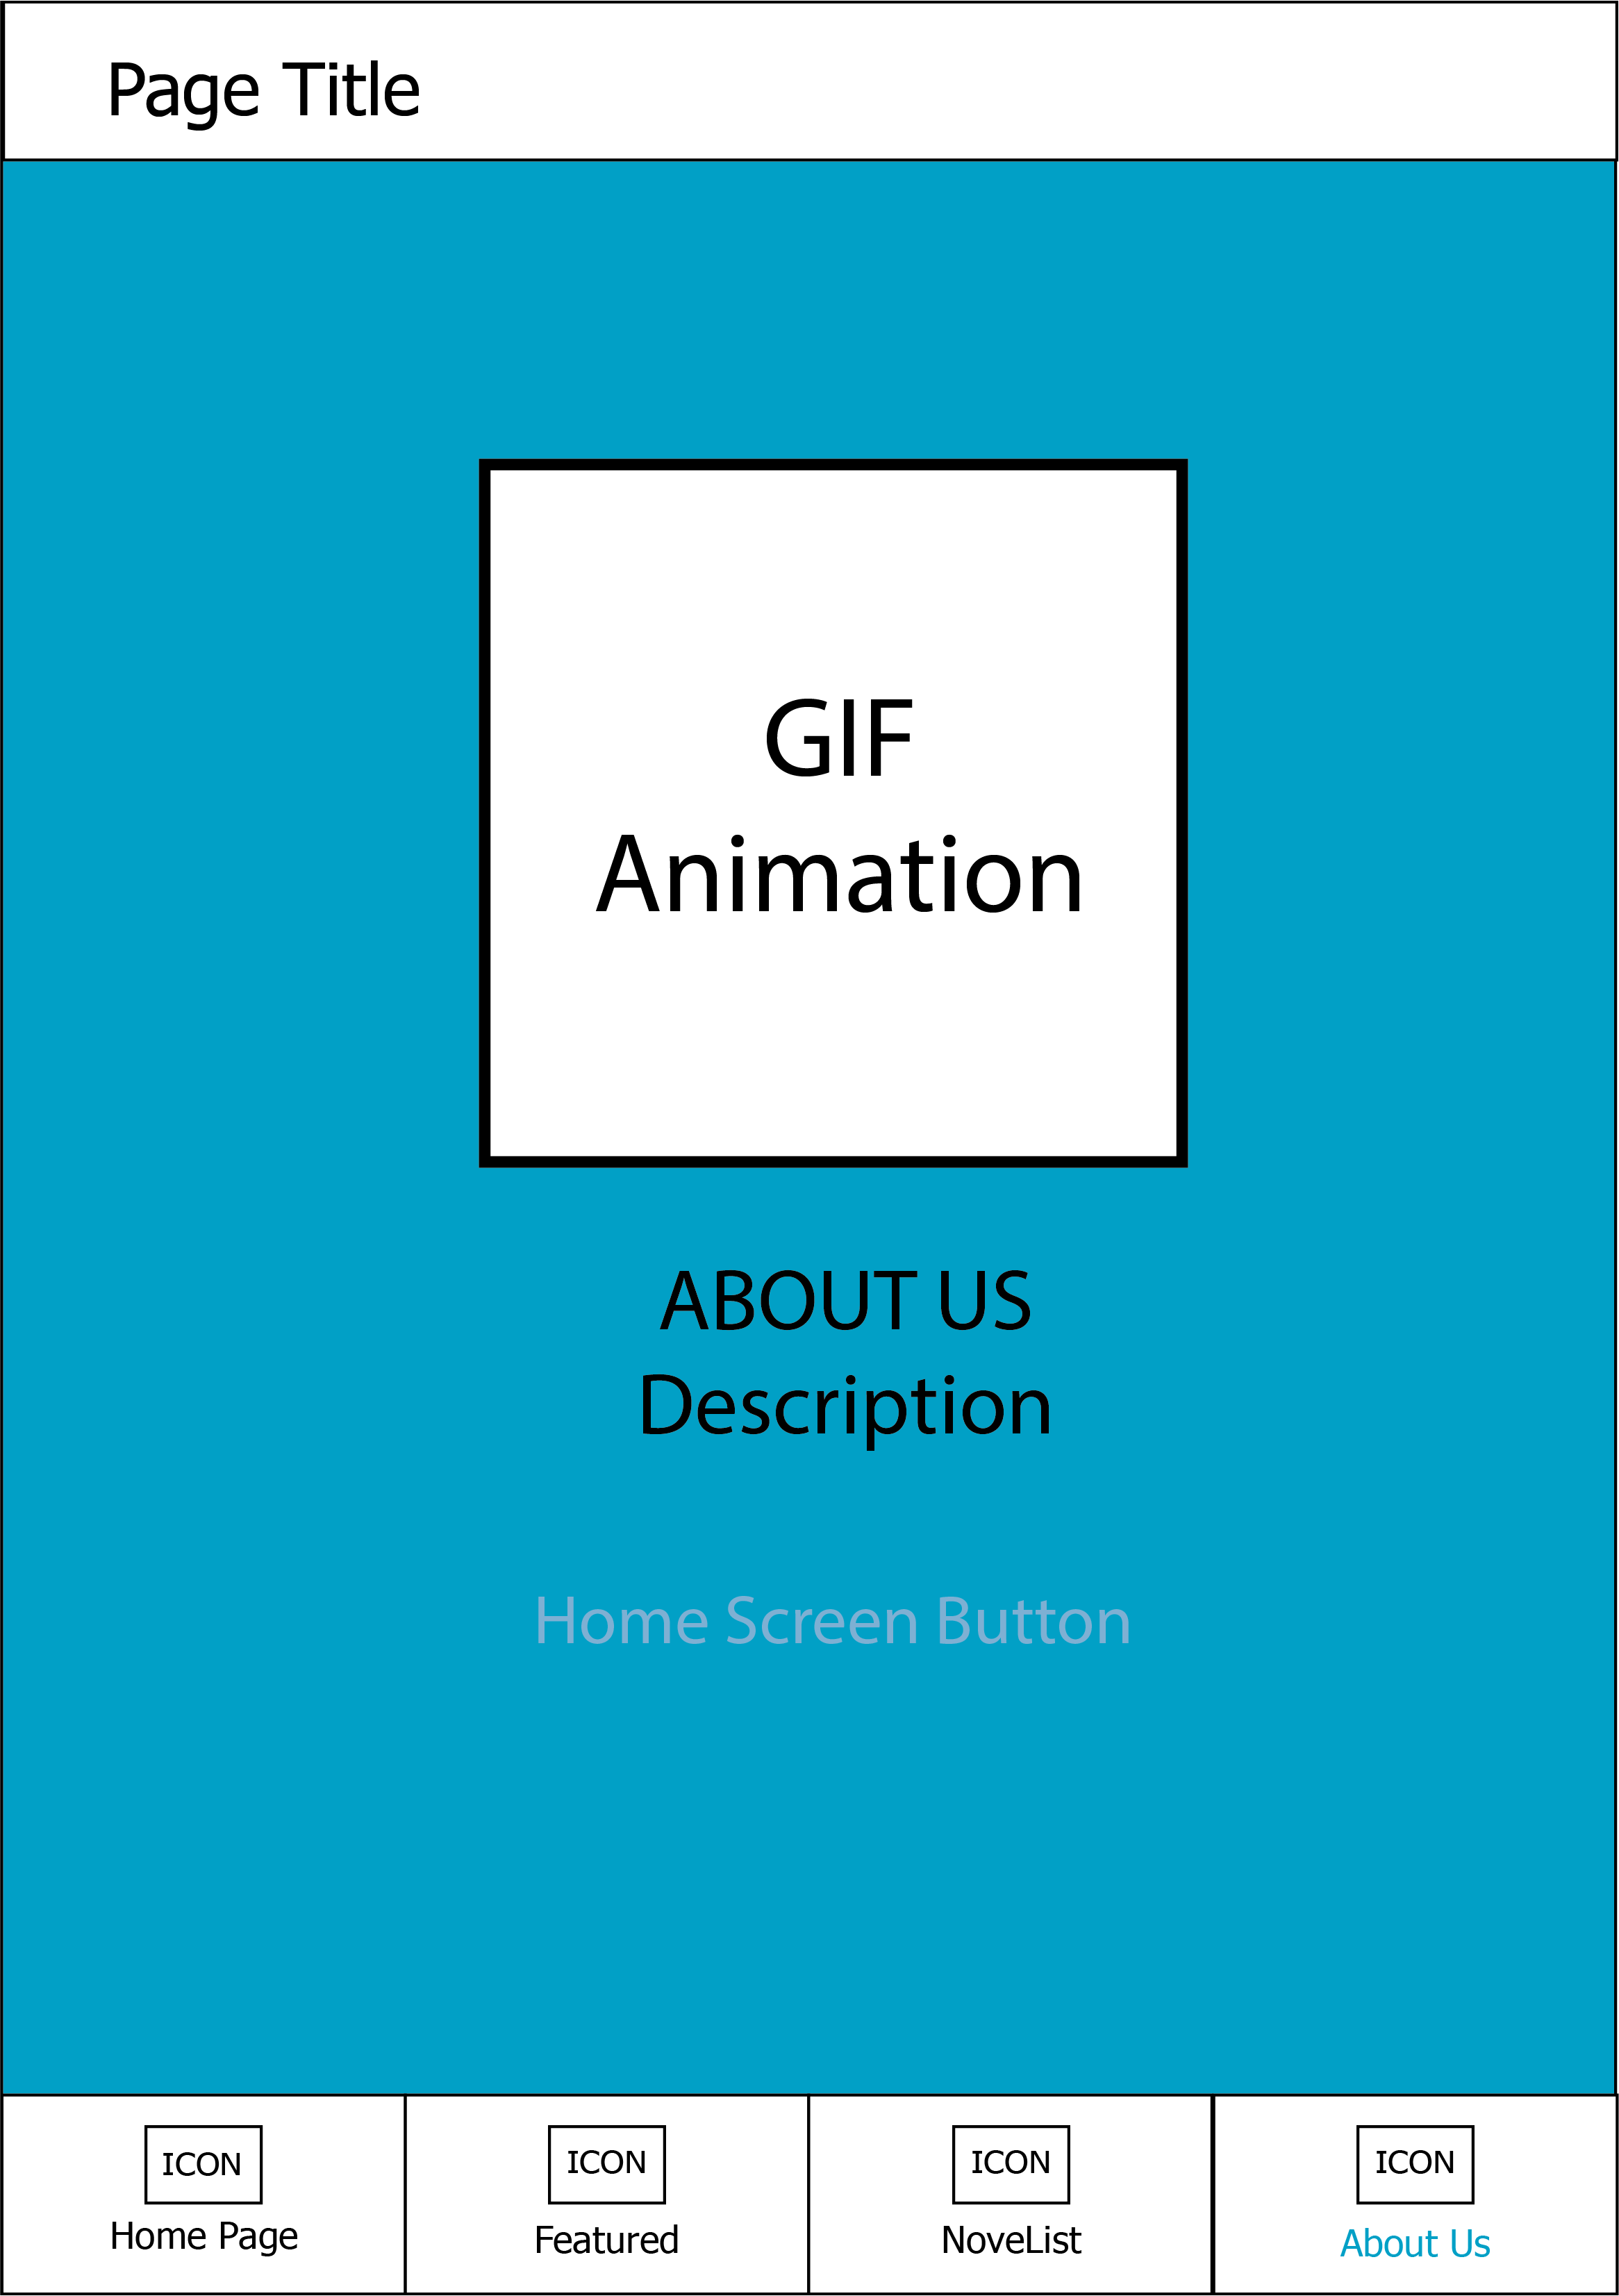 Page Title
GIF
Animation
ABOUT US
Description
Home Screen Button
ICON
Home Page
ICON
Featured
ICON
NoveList
ICON
About Us